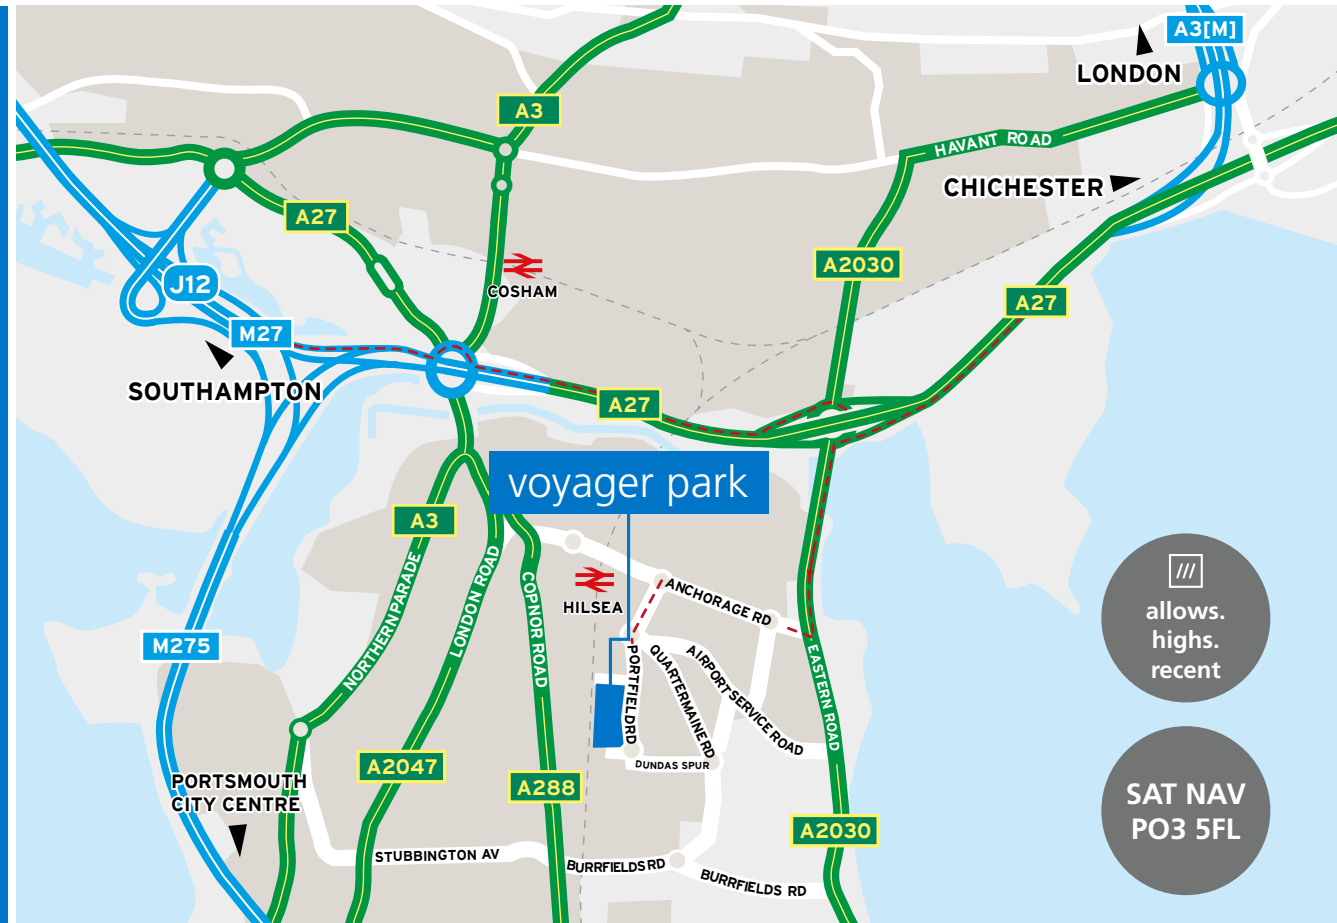 A3[M]
LONDON
A3
HAVANT ROAD
CHICHESTER
A27
A2030
J12
COSHAM
A27
M27
SOUTHAMPTON
A27
voyager park
A3
NORTHERN PARADE
LONDON ROAD
COPNOR ROAD
HILSEA
ANCHORAGE RD
allows.
highs.
recent
M275
PORTFIELD RD
QUARTERMAINE RD
AIRPORT SERVICE ROAD
EASTERN ROAD
DUNDAS SPUR
A2047
A288
PORTSMOUTH
CITY CENTRE
SAT NAV
PO3 5FL
A2030
STUBBINGTON AV
BURRFIELDS RD
BURRFIELDS RD